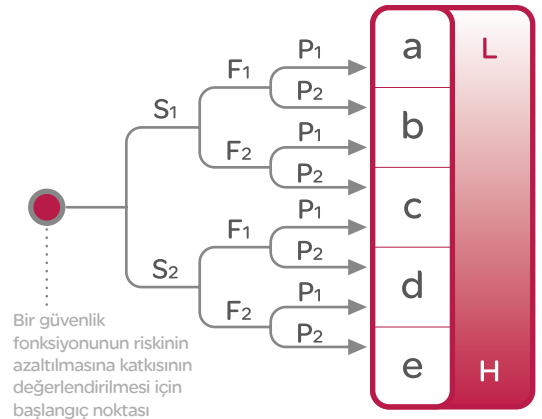 P1
F1
a
L
P2
S1
b
P1
F2
P2
c
P1
F1
P2
S2
d
P1
F2
P2
e
H
Bir güvenlik
fonksiyonunun riskinin
azaltılmasına katkısının
değerlendirilmesi için
başlangıç noktası